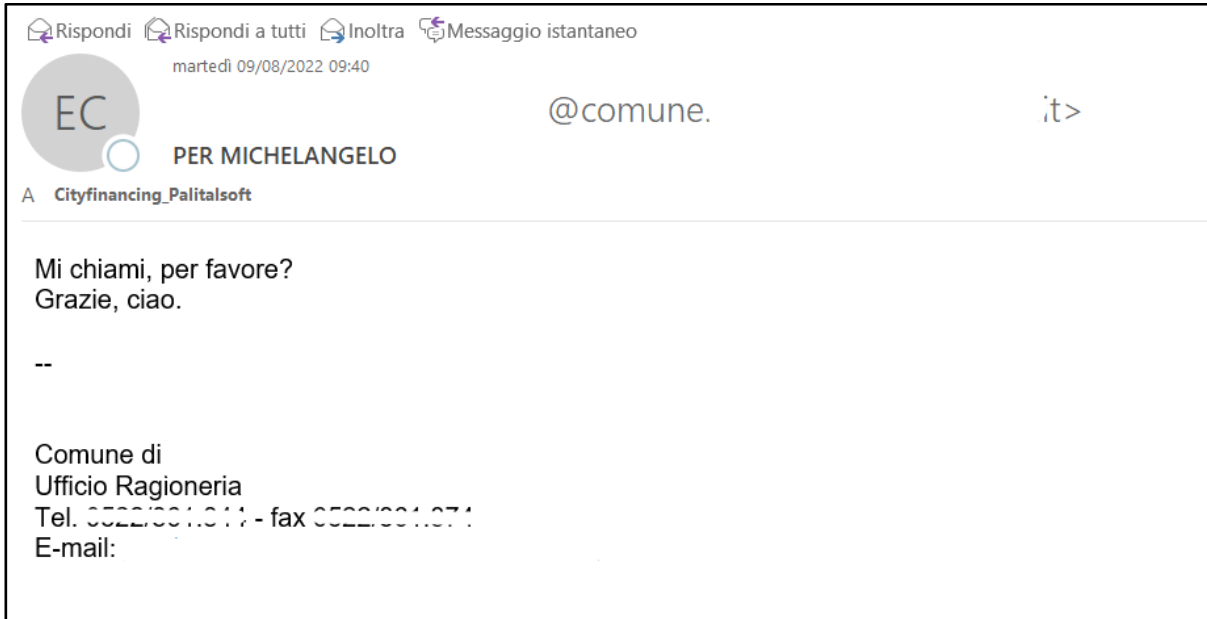 Rispondi Rispondi a tutti Inoltra Messaggio istantaneo
martedì 09/08/2022 09:40
EC
@comune. it>
PER MICHELANGELO
A Cityfinancing_Palitalsoft
Mi chiami, per favore?
Grazie, ciao.
--
Comune di
Ufficio Ragioneria
Tel. - fax
E-mail: